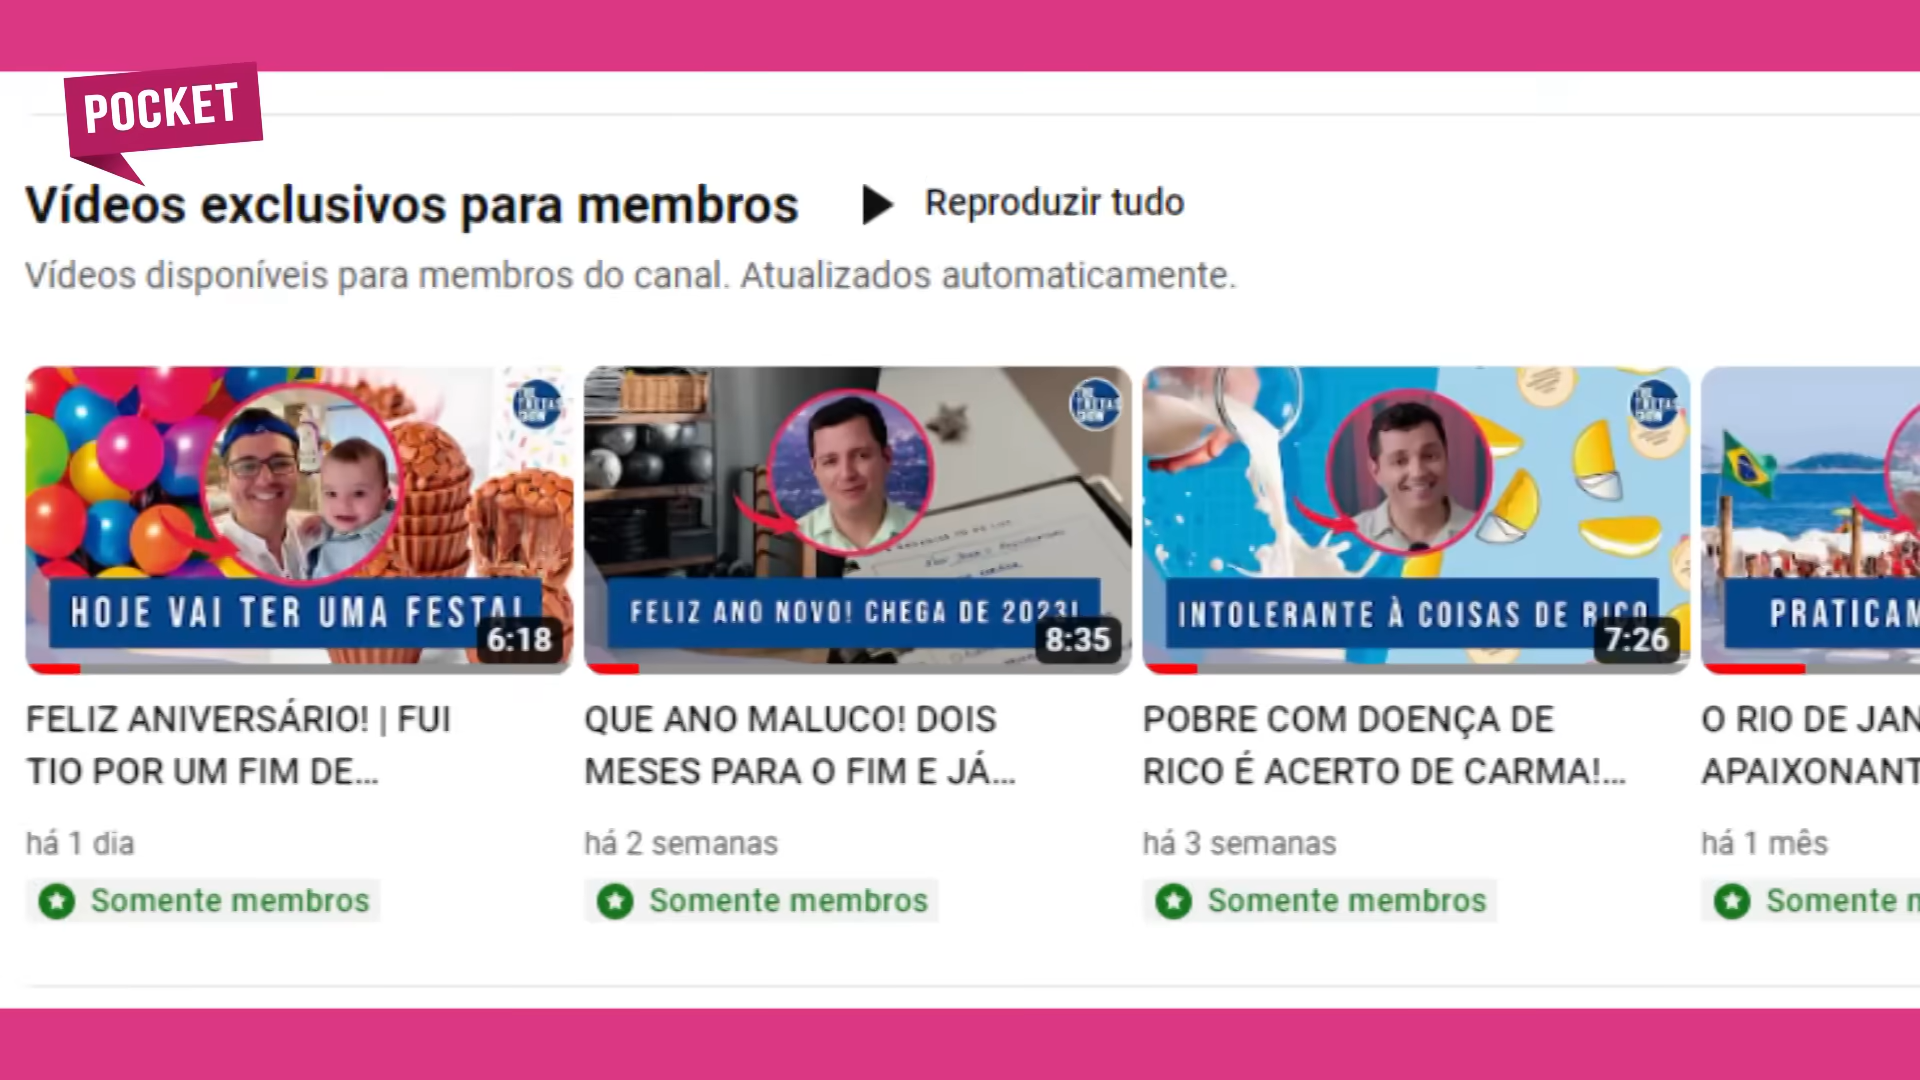 POCKET
Vídeos exclusivos para membros
Reproduzir tudo
Vídeos disponíveis para membros do canal. Atualizados automaticamente.
HOJE VAI TER UMA FESTA!
6:18
FELIZ ANO NOVO! CHEGA DE 2023!
8:35
INTOLERANTE À COISAS DE RICO
7:26
PRATICAM
FELIZ ANIVERSÁRIO! | FUI
TIO POR UM FIM DE...
há 1 dia
Somente membros
QUE ANO MALUCO! DOIS
MESES PARA O FIM E JÁ...
há 2 semanas
Somente membros
POBRE COM DOENÇA DE
RICO É ACERTO DE CARMA!...
há 3 semanas
Somente membros
O RIO DE JAN
APAIXONANT
há 1 mês
Somente